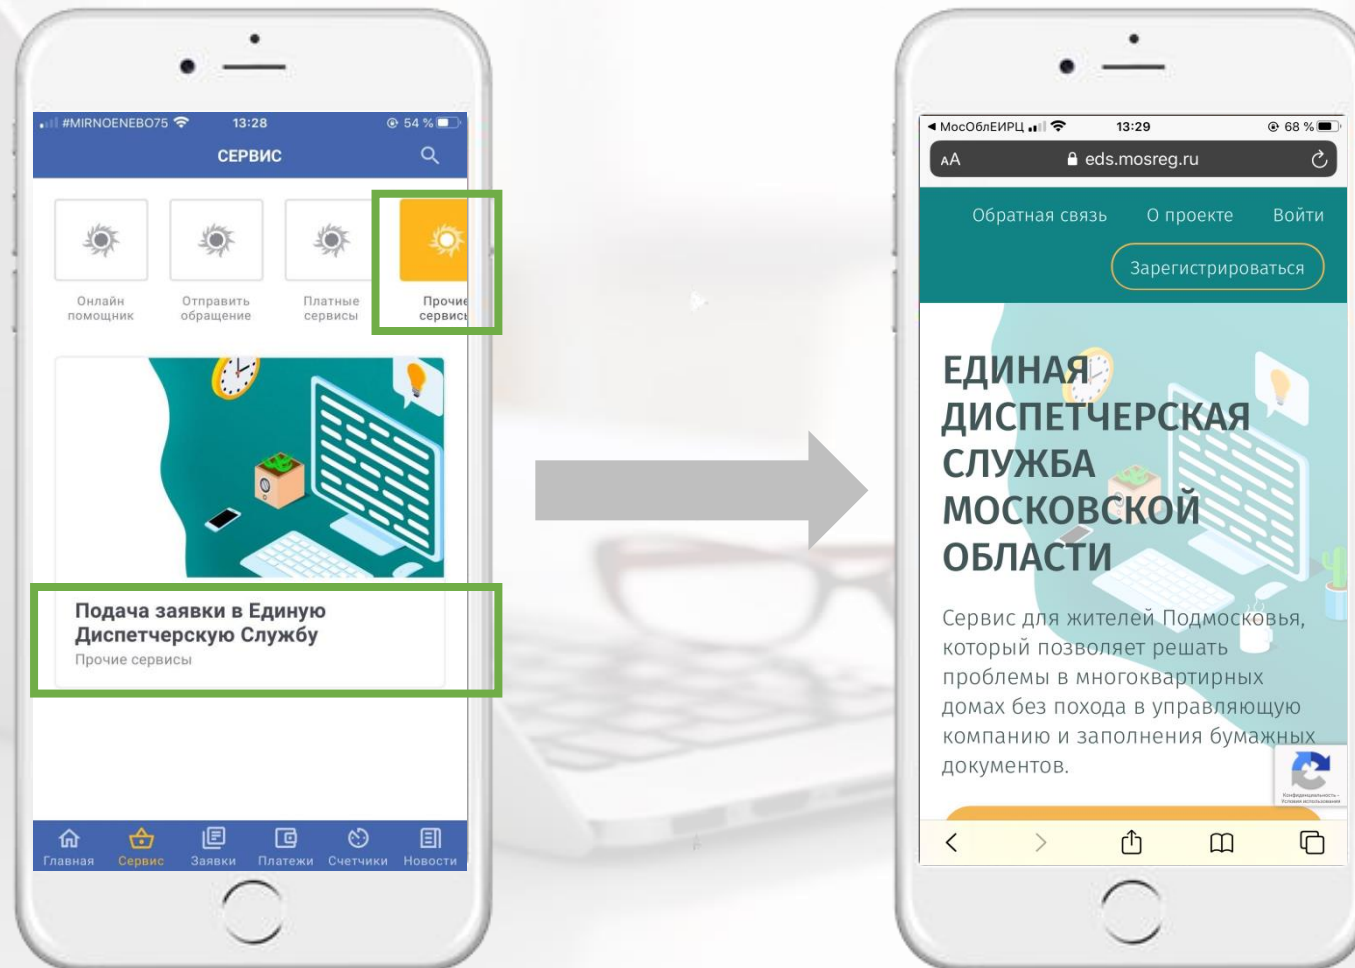 #MIRNOENEBO75
13:28
54 %
СЕРВИС
Онлайн
помощник
Отправить
обращение
Платные
сервисы
Прочие
сервисы
Подача заявки в Единую
Диспетчерскую Службу
Прочие сервисы
Главная
Сервис
Заявки
Платежи
Счетчики
Новости
МосОблЕИРЦ
13:29
68 %
AA
eds.mosreg.ru
Обратная связь
О проекте
Войти
Зарегистрироваться
ЕДИНАЯ
ДИСПЕТЧЕРСКАЯ
СЛУЖБА
МОСКОВСКОЙ
ОБЛАСТИ
Сервис для жителей Подмосковья,
который позволяет решать
проблемы в многоквартирных
домах без похода в управляющую
компанию и заполнения бумажных
документов.